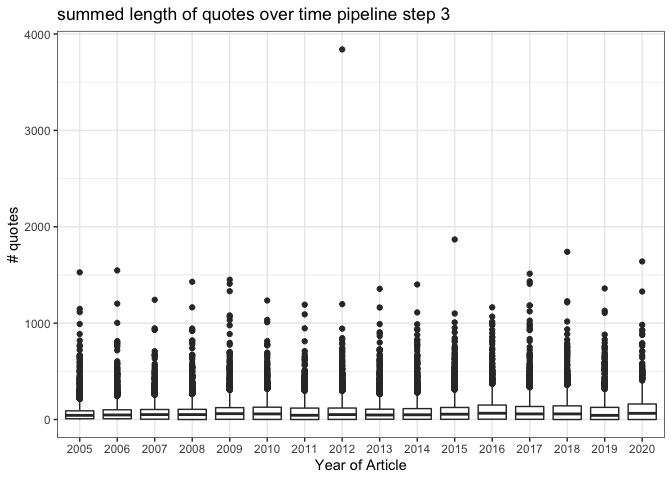 summed length of quotes over time pipeline step 3
4000
3000
2000
1000
0
# quotes
2005 2006 2007 2008 2009 2010 2011 2012 2013 2014 2015 2016 2017 2018 2019 2020
Year of Article